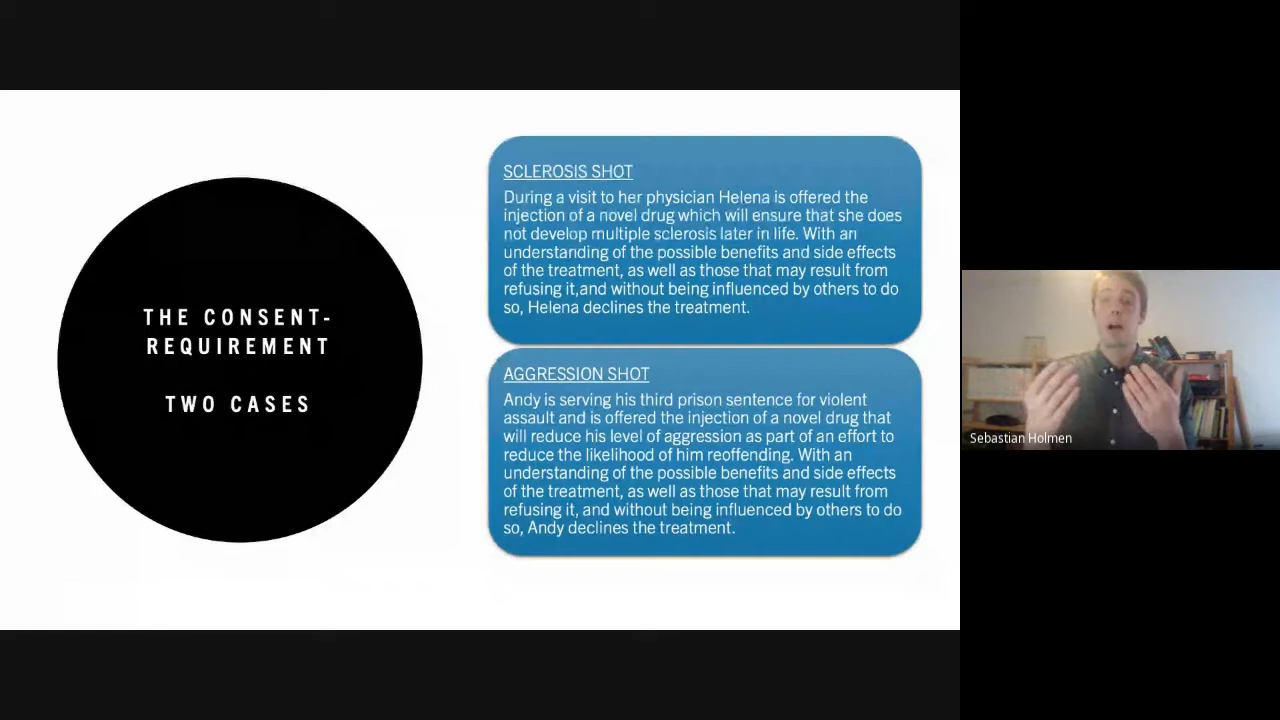 THE CONSENT-
REQUIREMENT
TWO CASES
SCLEROSIS SHOT
During a visit to her physician Helena is offered the
injection of a novel drug which will ensure that she does
not develop multiple sclerosis later in life. With an
understanding of the possible benefits and side effects
of the treatment, as well as those that may result from
refusing it,and without being influenced by others to do
so, Helena declines the treatment.
AGGRESSION SHOT
Andy is serving his third prison sentence for violent
assault and is offered the injection of a novel drug that
will reduce his level of aggression as part of an effort to
reduce the likelihood of him reoffending. With an
understanding of the possible benefits and side effects
of the treatment, as well as those that may result from
refusing it, and without being influenced by others to do
so, Andy declines the treatment.
Sebastian Holmen